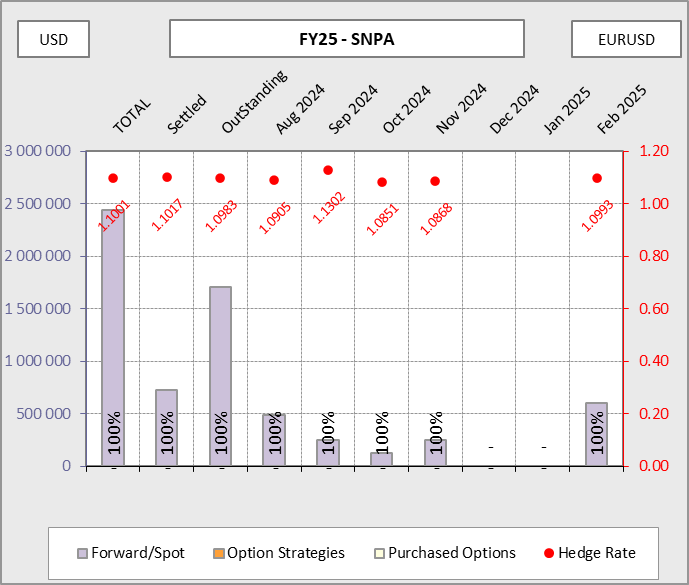 USD
FY25 - SNPA
EURUSD
TOTAL
Settled
OutStanding
Aug 2024
Sep 2024
Oct 2024
Nov 2024
Dec 2024
Jan 2025
Feb 2025
3 000 000
2 500 000
2 000 000
1 500 000
1 000 000
500 000
0
1.20
1.00
0.80
0.60
0.40
0.20
0.00
1.1001
1.1017
1.0983
1.0905
1.1302
1.0851
1.0868
1.0993
100%
100%
100%
100%
100%
100%
100%
- -
100%
- - - - - - - - - -
Forward/Spot Option Strategies Purchased Options Hedge Rate